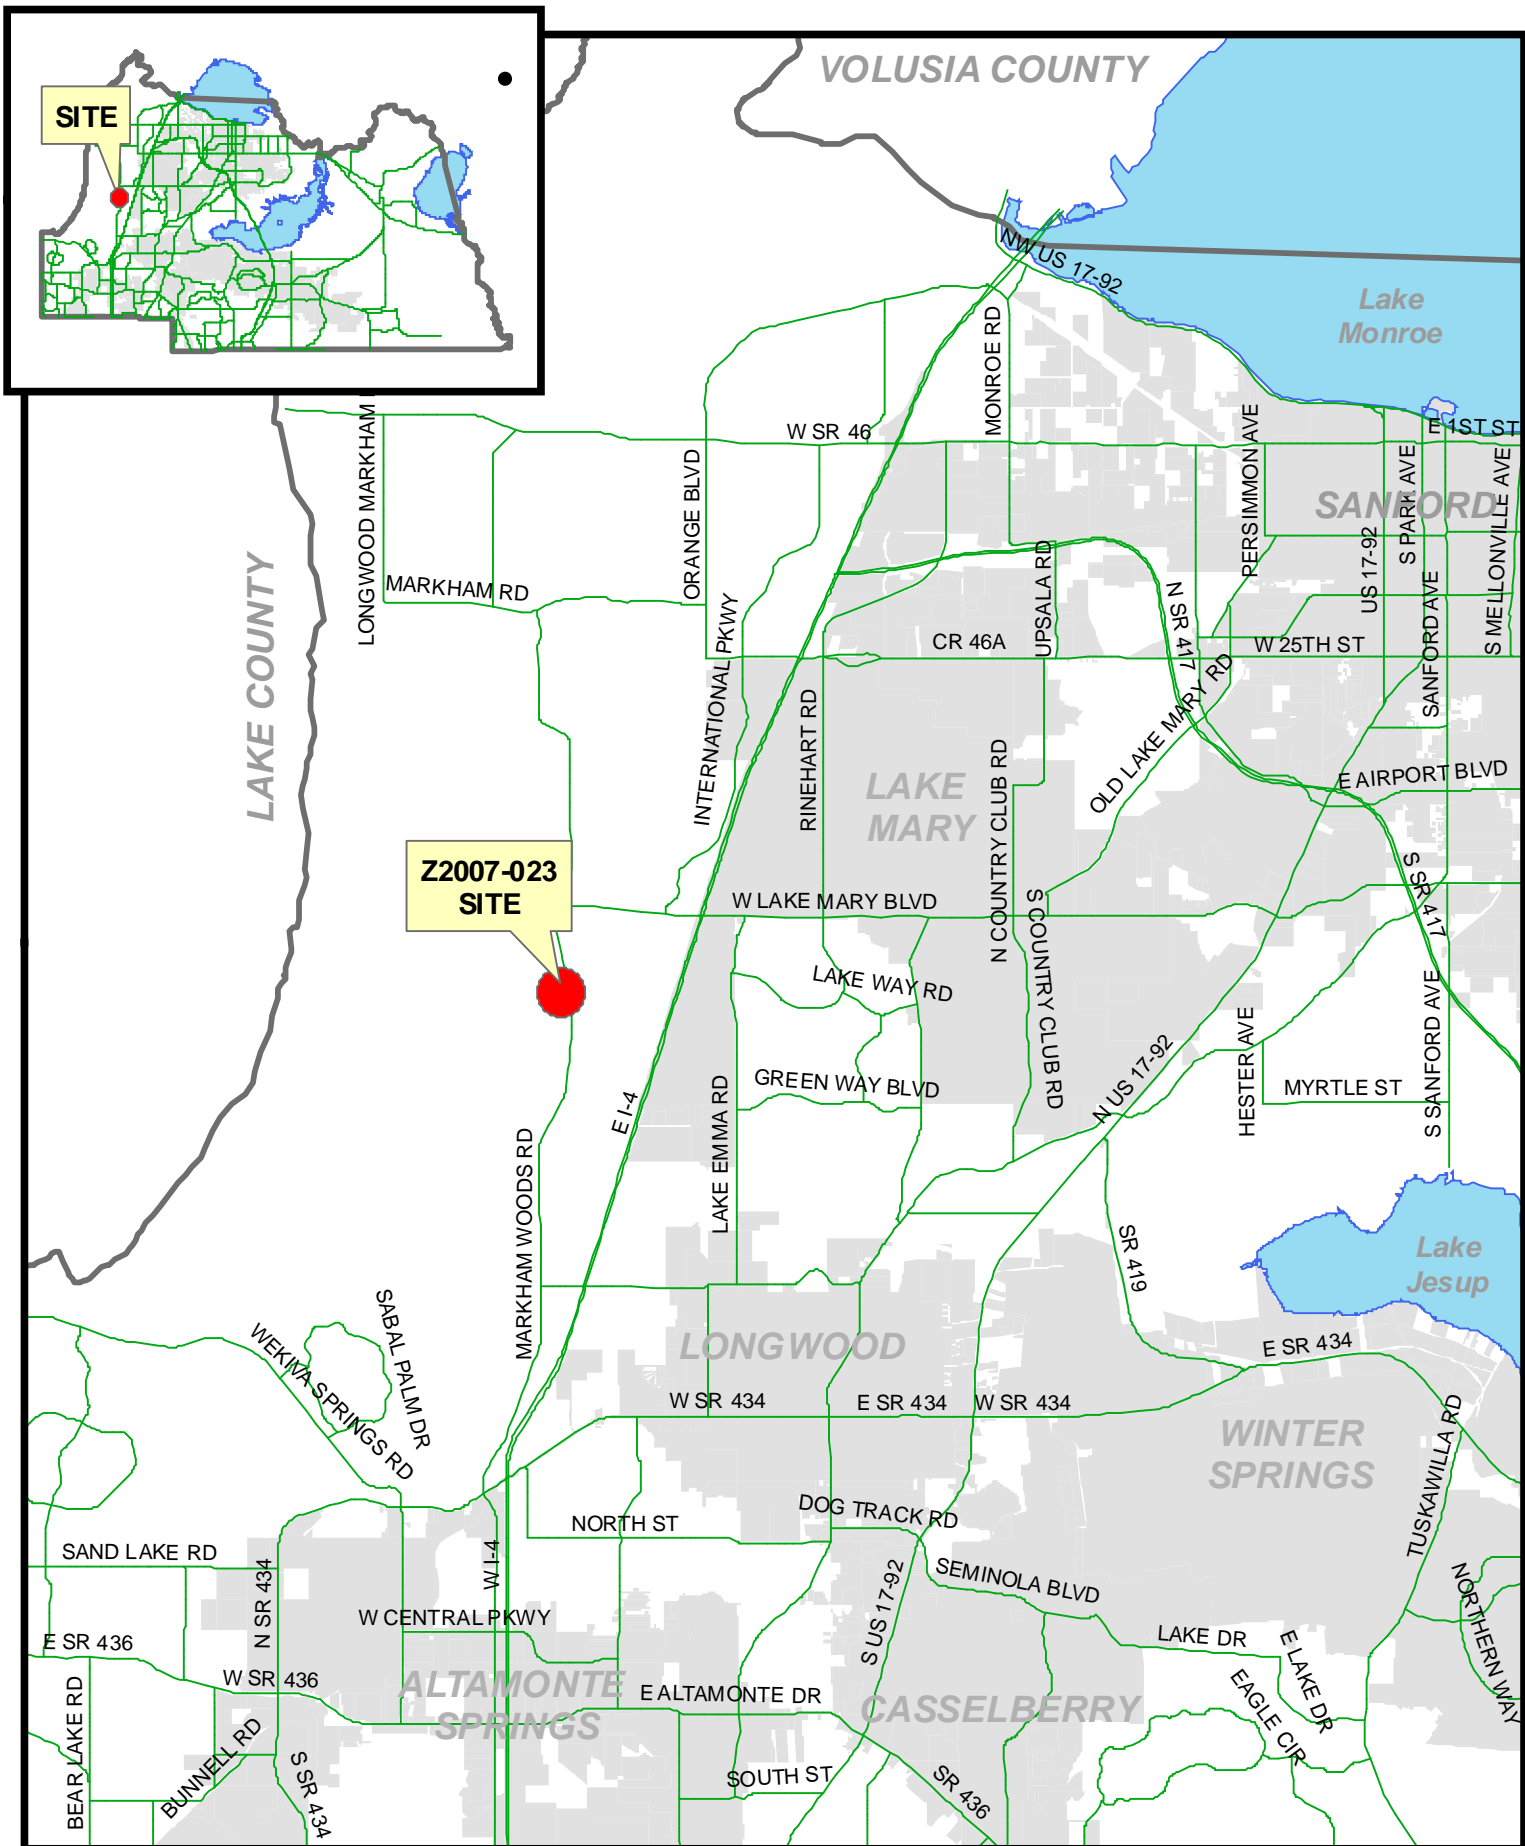 VOLUSIA COUNTY
SITE
NW US 17-92
Lake
Monroe
MONROE RD
LONGWOOD MARKHAM
W SR 46
E 1ST ST
PERSIMMON AVE
S PARK AVE
S MELLONVILLE AVE
SANFORD
ORANGE BLVD
US 17-92
UPSALA RD
LAKE COUNTY
MARKHAM RD
N SR 417
SANFORD AVE
INTERNATIONAL PKWY
CR 46A
W 25TH ST
OLD LAKE MARY RD
RINEHART RD
N COUNTRY CLUB RD
E AIRPORT BLVD
LAKE
MARY
Z2007-023
SITE
S SR 417
W LAKE MARY BLVD
S COUNTRY CLUB RD
LAKE WAY RD
S SANFORD AVE
HESTER AVE
N US 17-92
GREEN WAY BLVD
MYRTLE ST
E I-4
LAKE EMMA RD
MARKHAM WOODS RD
SR 419
Lake
Jesup
SABAL PALM DR
WEKIVA SPRINGS RD
LONGWOOD
E SR 434
W SR 434
E SR 434
W SR 434
TUSKAWILLA RD
WINTER
SPRINGS
DOG TRACK RD
NORTH ST
SAND LAKE RD
W I-4
N SR 434
S US 17-92
SEMINOLA BLVD
NORTHERN WAY
W CENTRAL PKWY
E SR 436
LAKE DR
E LAKE DR
W SR 436
BEAR LAKE RD
ALTAMONTE
SPRINGS
E ALTAMONTE DR
CASSELBERRY
EAGLE CIR
BUNNELL RD
S SR 434
SOUTH ST
SR 436